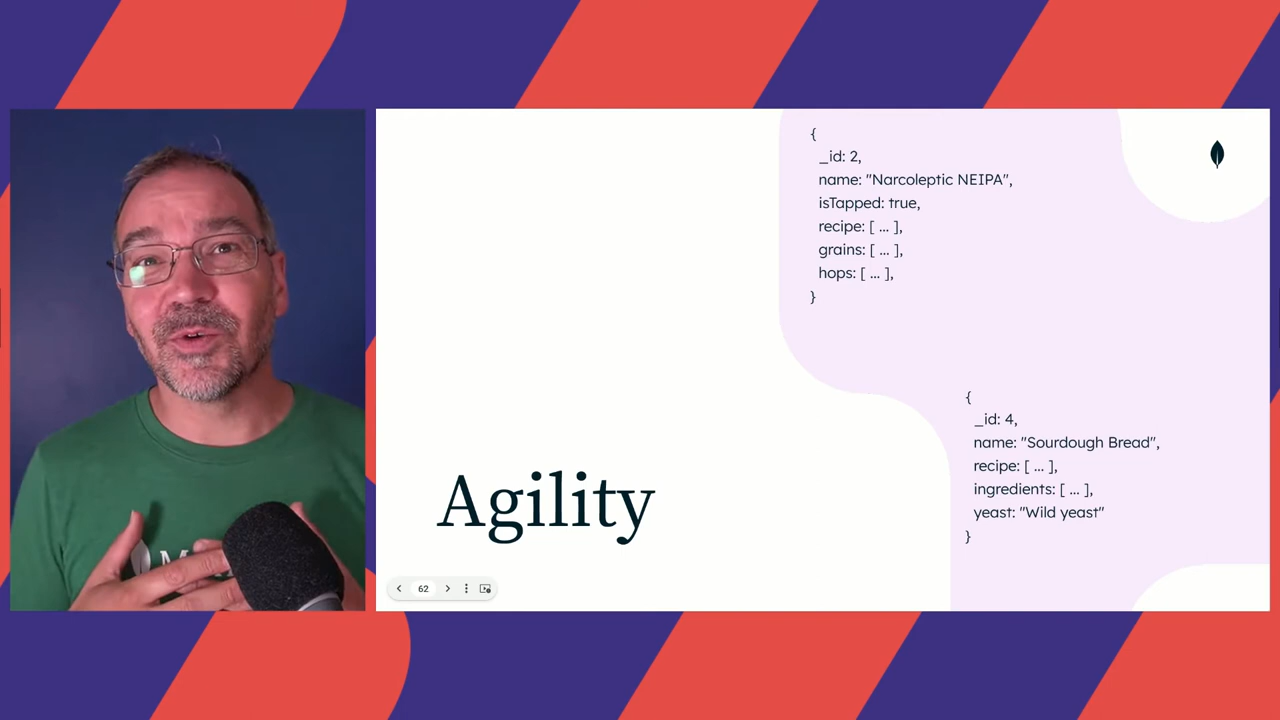 {
_id: 2,
name: "Narcoleptic NEIPA",
isTapped: true,
recipe: [ ... ],
grains: [ ... ],
hops: [ ... ],
}
{
_id: 4,
name: "Sourdough Bread",
recipe: [ ... ],
ingredients: [ ... ],
yeast: "Wild yeast"
}
Agility
62